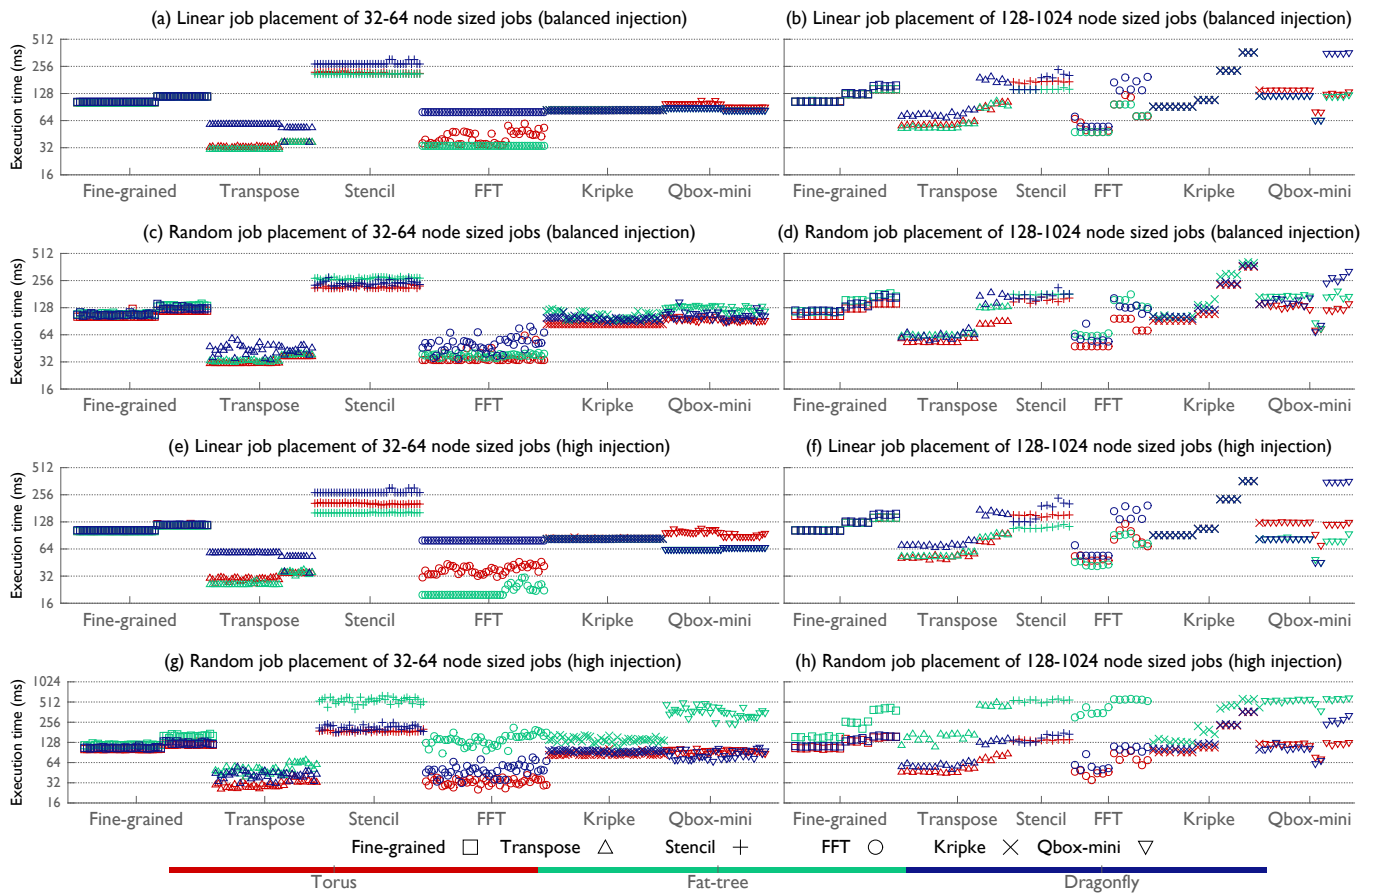 (a) Linear job placement of 32-64 node sized jobs (balanced injection)
Execution time (ms)
512
256
128
64
32
16
Fine-grained Transpose Stencil FFT Kripke Qbox-mini
(b) Linear job placement of 128-1024 node sized jobs (balanced injection)
Fine-grained Transpose Stencil FFT Kripke Qbox-mini
(c) Random job placement of 32-64 node sized jobs (balanced injection)
Execution time (ms)
512
256
128
64
32
16
Fine-grained Transpose Stencil FFT Kripke Qbox-mini
(d) Random job placement of 128-1024 node sized jobs (balanced injection)
Fine-grained Transpose Stencil FFT Kripke Qbox-mini
(e) Linear job placement of 32-64 node sized jobs (high injection)
Execution time (ms)
512
256
128
64
32
16
Fine-grained Transpose Stencil FFT Kripke Qbox-mini
(f) Linear job placement of 128-1024 node sized jobs (high injection)
Fine-grained Transpose Stencil FFT Kripke Qbox-mini
(g) Random job placement of 32-64 node sized jobs (high injection)
Execution time (ms)
1024
512
256
128
64
32
16
Fine-grained Transpose Stencil FFT Kripke Qbox-mini
(h) Random job placement of 128-1024 node sized jobs (high injection)
Fine-grained Transpose Stencil FFT Kripke Qbox-mini
Fine-grained Transpose Stencil FFT Kripke Qbox-mini
Torus Fat-tree Dragonfly